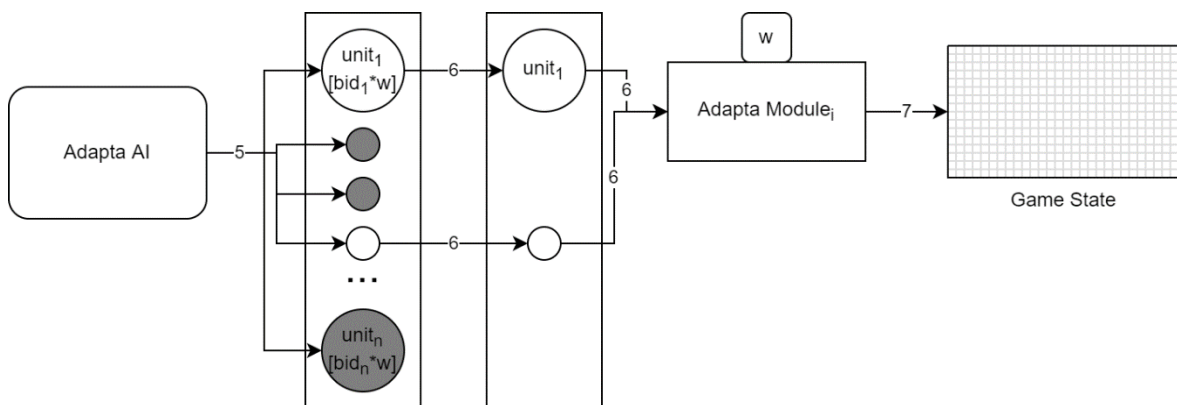 unit₁
[bid₁*w]
unit₁
w
6
6
Adapta Moduleᵢ
7
Adapta AI
5
6
6
Game State
...
unitₙ
[bidₙ*w]